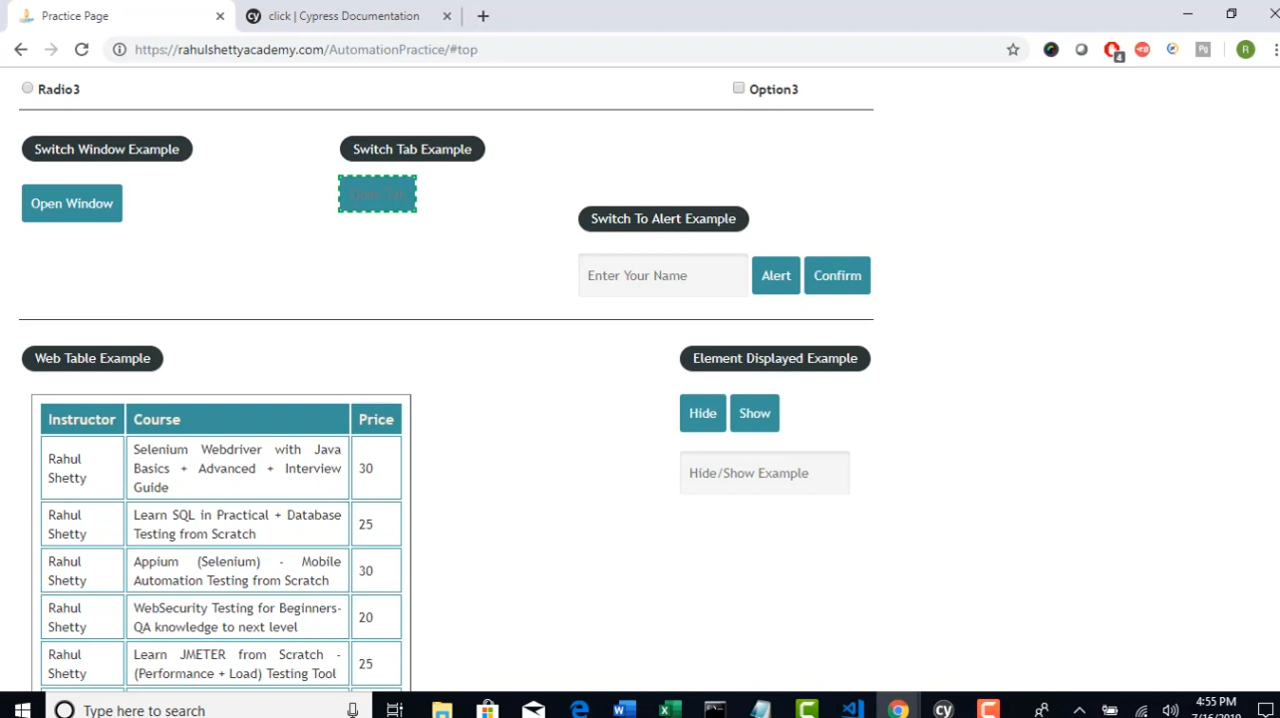 Practice Page
click | Cypress Documentation
https://rahulshettyacademy.com/AutomationPractice/#top
4
R
Radio3
Option3
Switch Window Example
Switch Tab Example
Open Window
Open Tab
Switch To Alert Example
Enter Your Name
Alert
Confirm
Web Table Example
Element Displayed Example
Hide
Show
Hide/Show Example
Instructor Course Price
Rahul Shetty
Selenium Webdriver with Java
Basics + Advanced + Interview
Guide
30
Rahul Shetty
Learn SQL in Practical + Database
Testing from Scratch
25
Rahul Shetty
Appium (Selenium) - Mobile
Automation Testing from Scratch
30
Rahul Shetty
WebSecurity Testing for Beginners-
QA knowledge to next level
20
Rahul Shetty
Learn JMETER from Scratch -
(Performance + Load) Testing Tool
25
Type here to search
4:55 PM